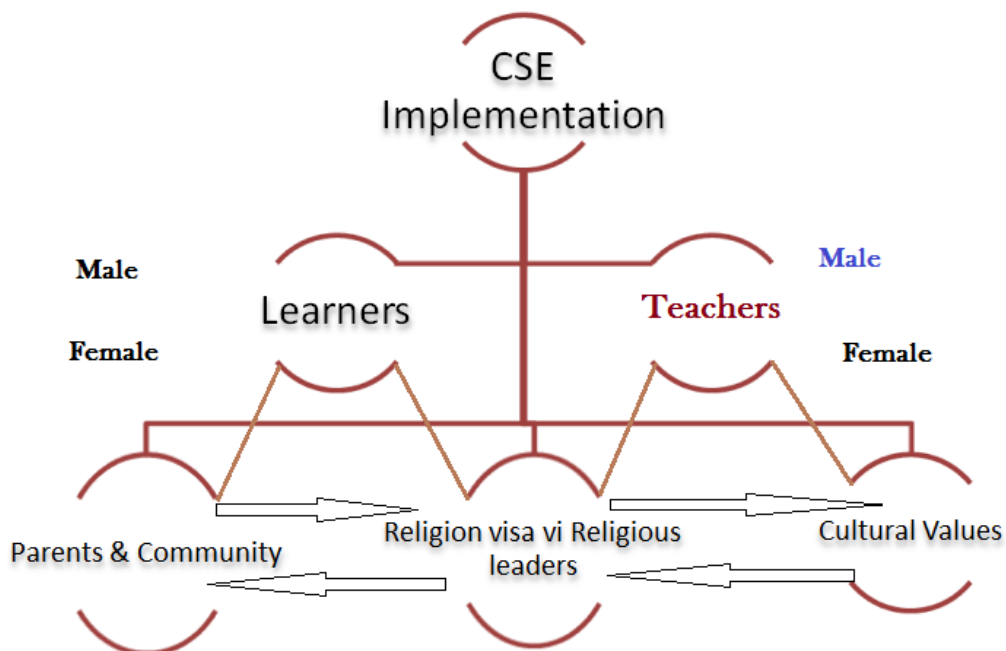 CSE
Implementation
Male
Male
Learners
Teachers
Female
Female
Parents & Community
Religion visa vi Religious
leaders
Cultural Values